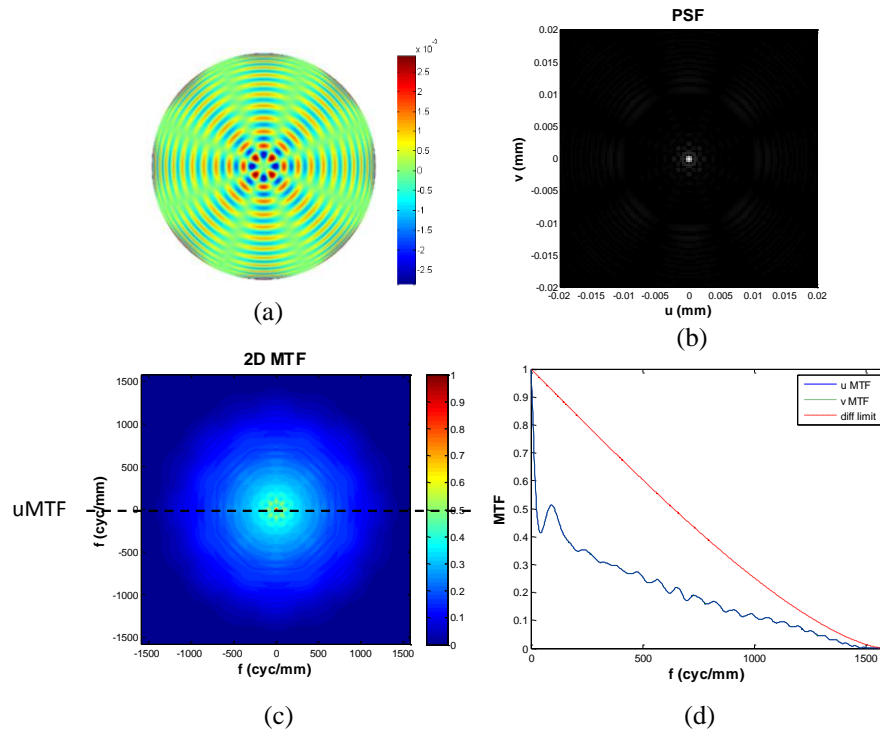 x 10⁻³
2.5
2
1.5
1
0.5
0
-0.5
-1
-1.5
-2
-2.5
(a)
PSF
0.02
0.015
0.01
0.005
0
-0.005
-0.01
-0.015
-0.02
v (mm)
-0.02 -0.015 -0.01 -0.005 0 0.005 0.01 0.015 0.02
u (mm)
(b)
2D MTF
uMTF
f (cyc/mm)
1500
1000
500
0
-500
-1000
-1500
-1500 -1000 -500 0 500 1000 1500
f (cyc/mm)
1
0.9
0.8
0.7
0.6
0.5
0.4
0.3
0.2
0.1
0
(c)
MTF
1
0.9
0.8
0.7
0.6
0.5
0.4
0.3
0.2
0.1
0
0 500 1000 1500
f (cyc/mm)
u MTF
v MTF
diff limit
(d)